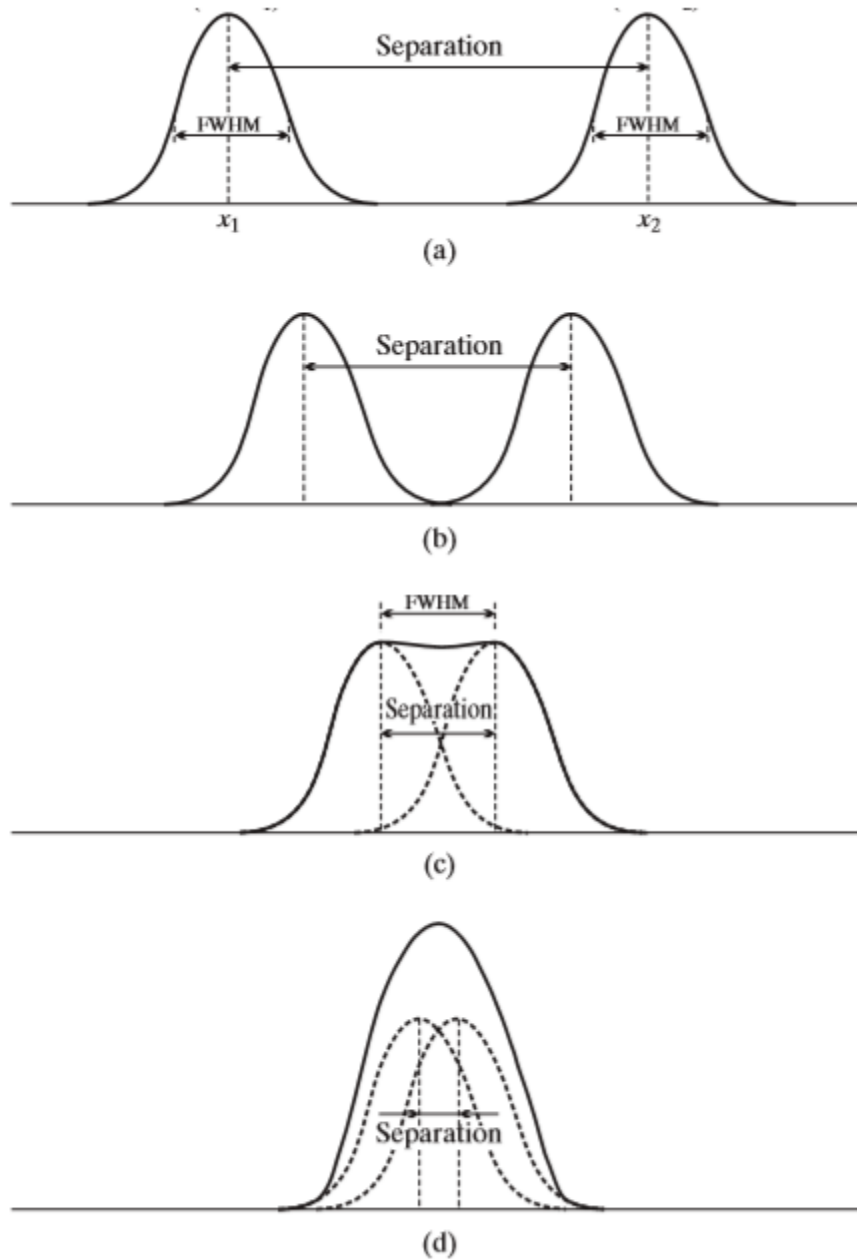 Separation
FWHM FWHM
x₁ x₂
(a)
Separation
(b)
FWHM
Separation
(c)
Separation
(d)